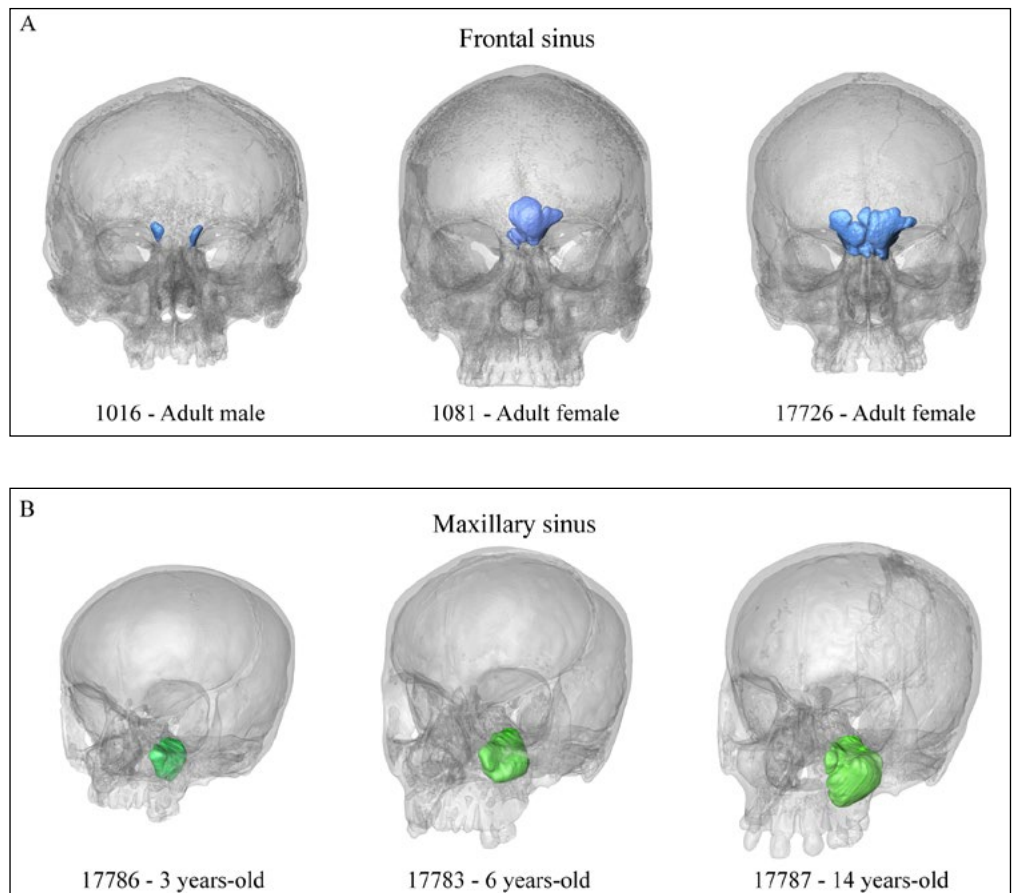 A
Frontal sinus
1016 - Adult male
1081 - Adult female
17726 - Adult female
B
Maxillary sinus
17786 - 3 years-old
17783 - 6 years-old
17787 - 14 years-old